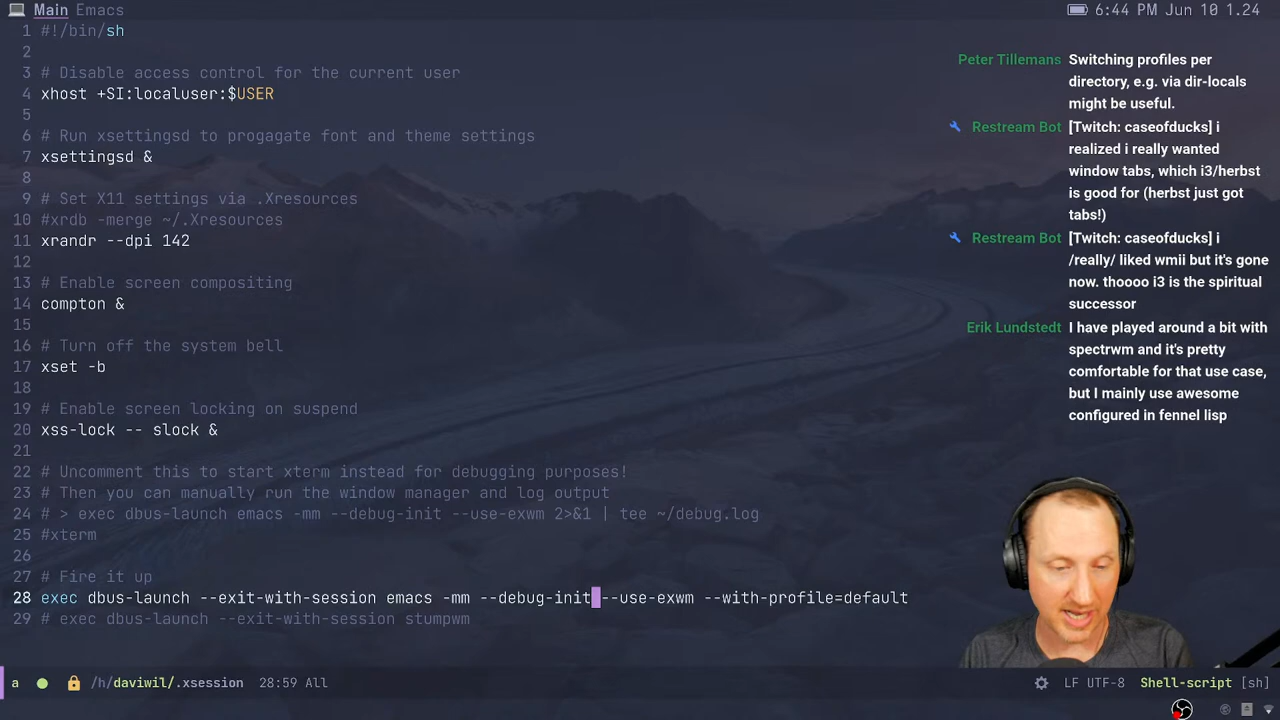 Main Emacs
6:44 PM Jun 10 1.24
1 #!/bin/sh
2
3 # Disable access control for the current user
4 xhost +SI:localuser:$USER
5
6 # Run xsettingsd to progagate font and theme settings
7 xsettingsd &
8
9 # Set X11 settings via .Xresources
10 #xrdb -merge ~/.Xresources
11 xrandr --dpi 142
12
13 # Enable screen compositing
14 compton &
15
16 # Turn off the system bell
17 xset -b
18
19 # Enable screen locking on suspend
20 xss-lock -- slock &
21
22 # Uncomment this to start xterm instead for debugging purposes!
23 # Then you can manually run the window manager and log output
24 # > exec dbus-launch emacs -mm --debug-init --use-exwm 2>&1 | tee ~/debug.log
25 #xterm
26
27 # Fire it up
28 exec dbus-launch --exit-with-session emacs -mm --debug-init --use-exwm --with-profile=default
29 # exec dbus-launch --exit-with-session stumpwm
a /h/daviwil/.xsession 28:59 All
LF UTF-8 Shell-script [sh]
Peter Tillemans Switching profiles per
directory, e.g. via dir-locals
might be useful.
Restream Bot [Twitch: caseofducks] i
realized i really wanted
window tabs, which i3/herbst
is good for (herbst just got
tabs!)
Restream Bot [Twitch: caseofducks] i
/really/ liked wmii but it's gone
now. thoooo i3 is the spiritual
successor
Erik Lundstedt I have played around a bit with
spectrwm and it's pretty
comfortable for that use case,
but I mainly use awesome
configured in fennel lisp